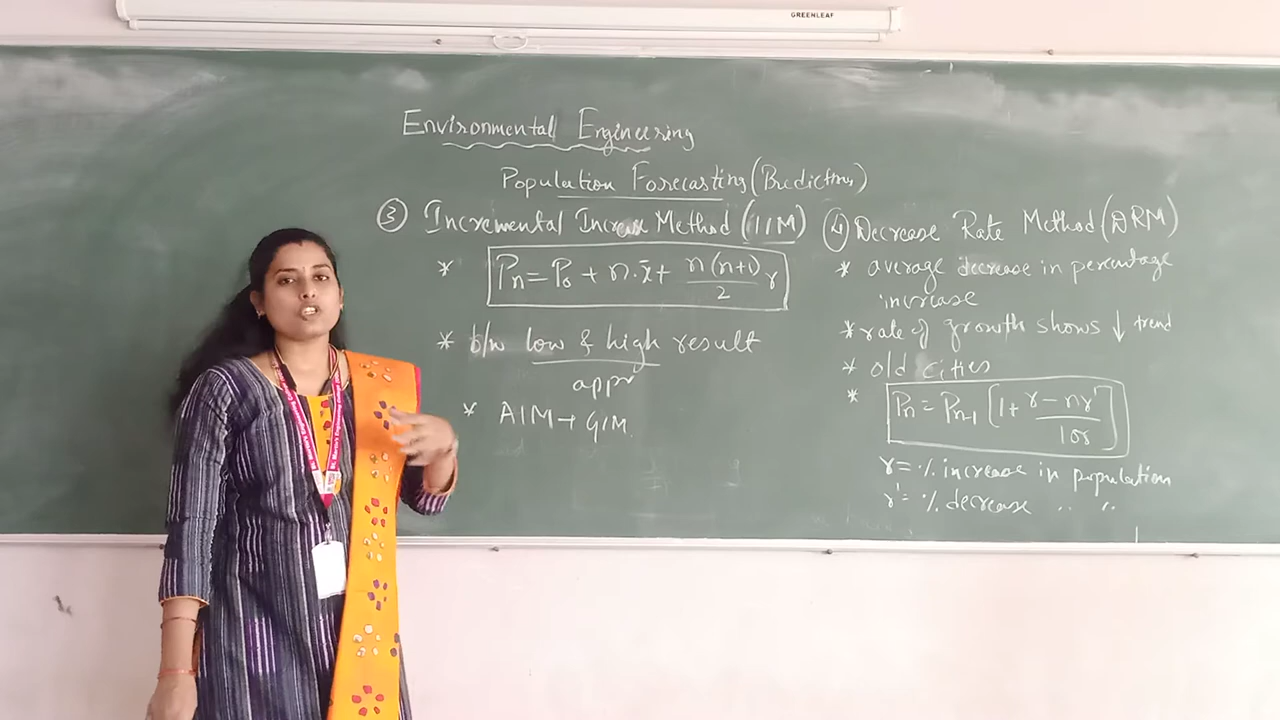 GREENLEAF
Environmental Engineering
Population Forecasting (Predictions)
③ Incremental Increase Method (IIM)
* Pn = P₀ + n.x̄ + n(n+1)/2 r
* b/w low & high result
appr
* AIM + GIM
④ Decrease Rate Method (DRM)
* average decrease in percentage
increase
* rate of growth shows ↓ trend
* old cities
* Pn = Pn-1 [1 + r - nr'/100]
r = % increase in population
r' = % decrease " "